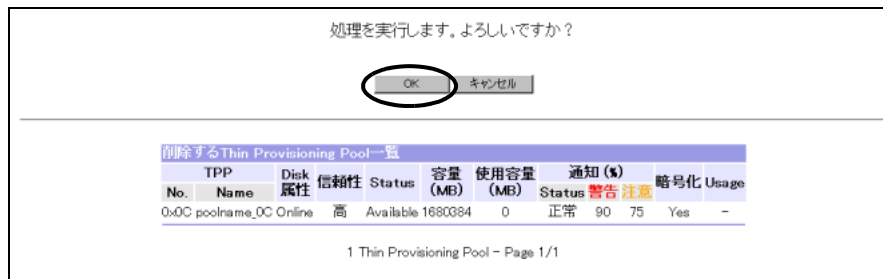 処理を実行します。よろしいですか？
OK キャンセル
削除するThin Provisioning Pool一覧
TPP Disk属性 信頼性 Status 容量(MB) 使用容量(MB) 通知 (%) 暗号化 Usage
No. Name Status 警告 注意
0x0C poolname_0C Online 高 Available 1680384 0 正常 90 75 Yes -
1 Thin Provisioning Pool - Page 1/1